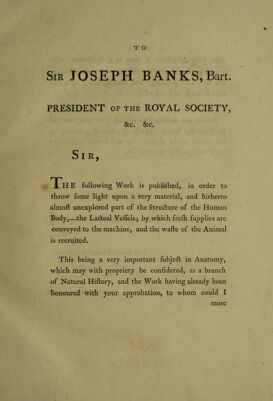 TO
SIR JOSEPH BANKS, Bart.
PRESIDENT OF THE ROYAL SOCIETY,
&c. &c.
SIR,
THE following Work is publiſhed, in order to
throw ſome light upon a very material, and hitherto
almoſt unexplored part of the Structure of the Human
Body,—the Lacteal Veſſels; by which freſh ſupplies are
conveyed to the machine, and the waſte of the Animal
is recruited.
This being a very important ſubject in Anatomy,
which may with propriety be conſidered, as a branch
of Natural Hiſtory, and the Work having already been
honoured with your approbation, to whom could I
more